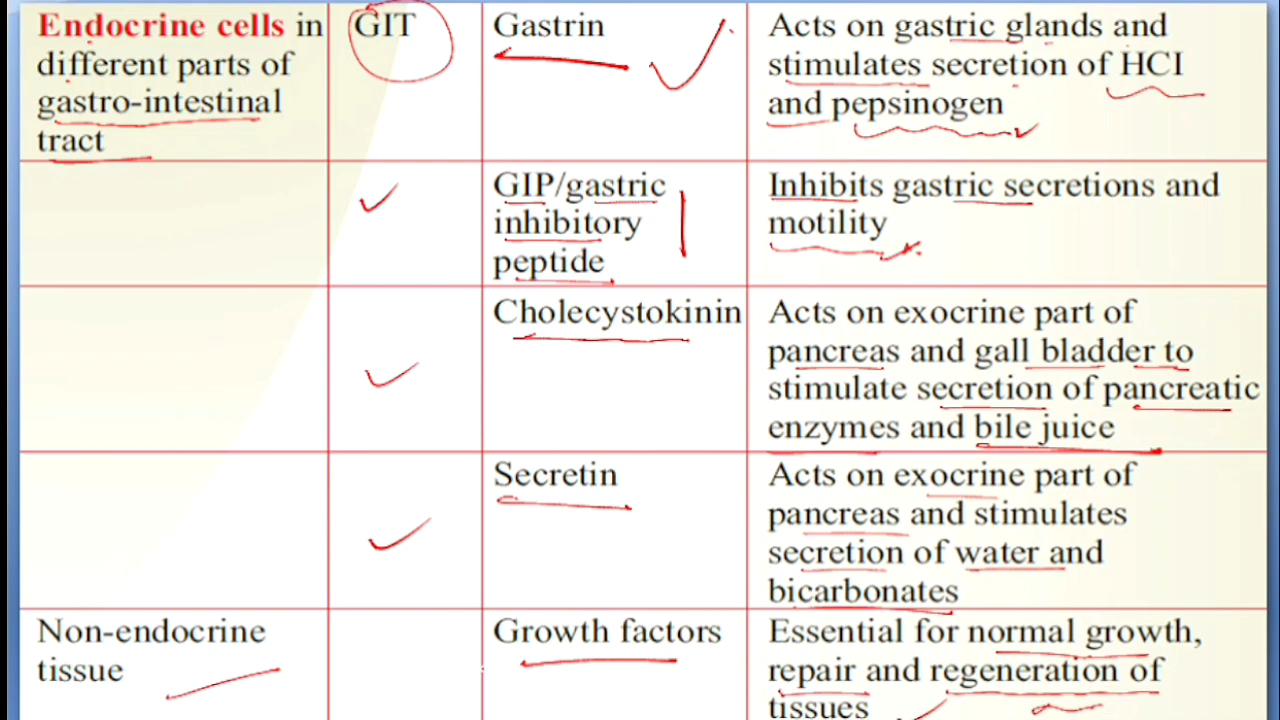 Endocrine cells in
different parts of
gastro-intestinal
tract
GIT
Gastrin
Acts on gastric glands and
stimulates secretion of HCI
and pepsinogen
GIP/gastric
inhibitory
peptide
Inhibits gastric secretions and
motility
Cholecystokinin
Acts on exocrine part of
pancreas and gall bladder to
stimulate secretion of pancreatic
enzymes and bile juice
Secretin
Acts on exocrine part of
pancreas and stimulates
secretion of water and
bicarbonates
Non-endocrine
tissue
Growth factors
Essential for normal growth,
repair and regeneration of
tissues